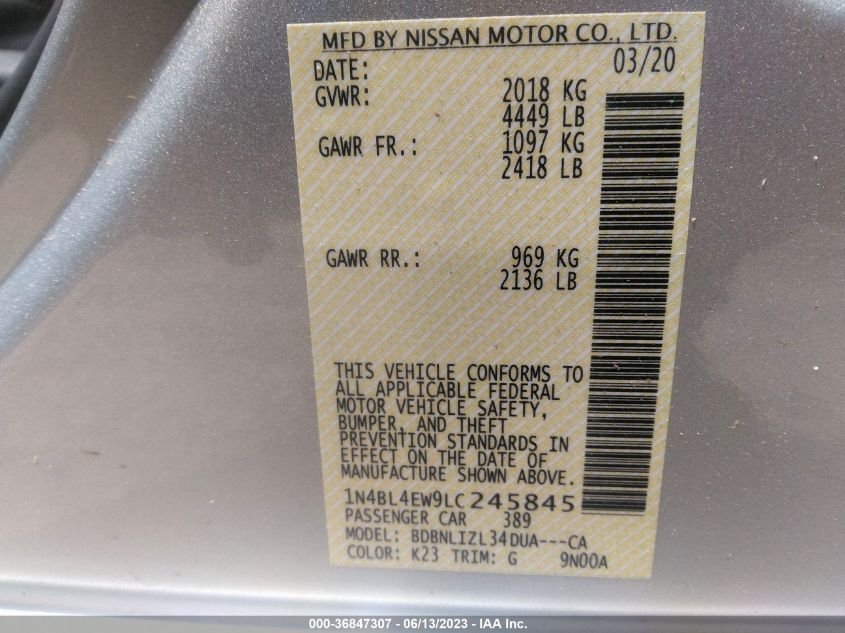 MFD BY NISSAN MOTOR CO., LTD.
DATE: 03/20
GVWR: 2018 KG
4449 LB
GAWR FR.: 1097 KG
2418 LB
GAWR RR.: 969 KG
2136 LB
THIS VEHICLE CONFORMS TO
ALL APPLICABLE FEDERAL
MOTOR VEHICLE SAFETY,
BUMPER, AND THEFT
PREVENTION STANDARDS IN
EFFECT ON THE DATE OF
MANUFACTURE SHOWN ABOVE.
1N4BL4EW9LC245845
PASSENGER CAR 389
MODEL: BDBNLIZL34DUA---CA
COLOR: K23 TRIM: G 9N00A
000-36847307 - 06/13/2023 - IAA Inc.